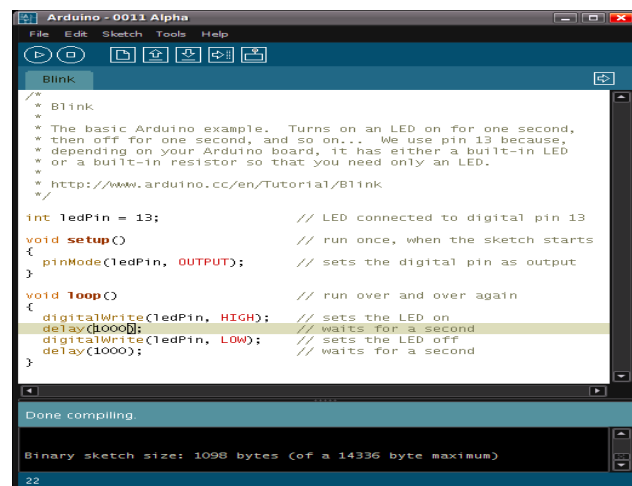 Arduino - 0011 Alpha
File Edit Sketch Tools Help
Blink
/*
 * Blink
 *
 * The basic Arduino example.  Turns on an LED on for one second,
 * then off for one second, and so on...  We use pin 13 because,
 * depending on your Arduino board, it has either a built-in LED
 * or a built-in resistor so that you need only an LED.
 *
 * http://www.arduino.cc/en/Tutorial/Blink
 */
int ledPin = 13;                // LED connected to digital pin 13
void setup()                    // run once, when the sketch starts
{
  pinMode(ledPin, OUTPUT);      // sets the digital pin as output
}
void loop()                     // run over and over again
{
  digitalWrite(ledPin, HIGH);   // sets the LED on
  delay(1000);                  // waits for a second
  digitalWrite(ledPin, LOW);    // sets the LED off
  delay(1000);                  // waits for a second
}
Done compiling.
Binary sketch size: 1098 bytes (of a 14336 byte maximum)
22